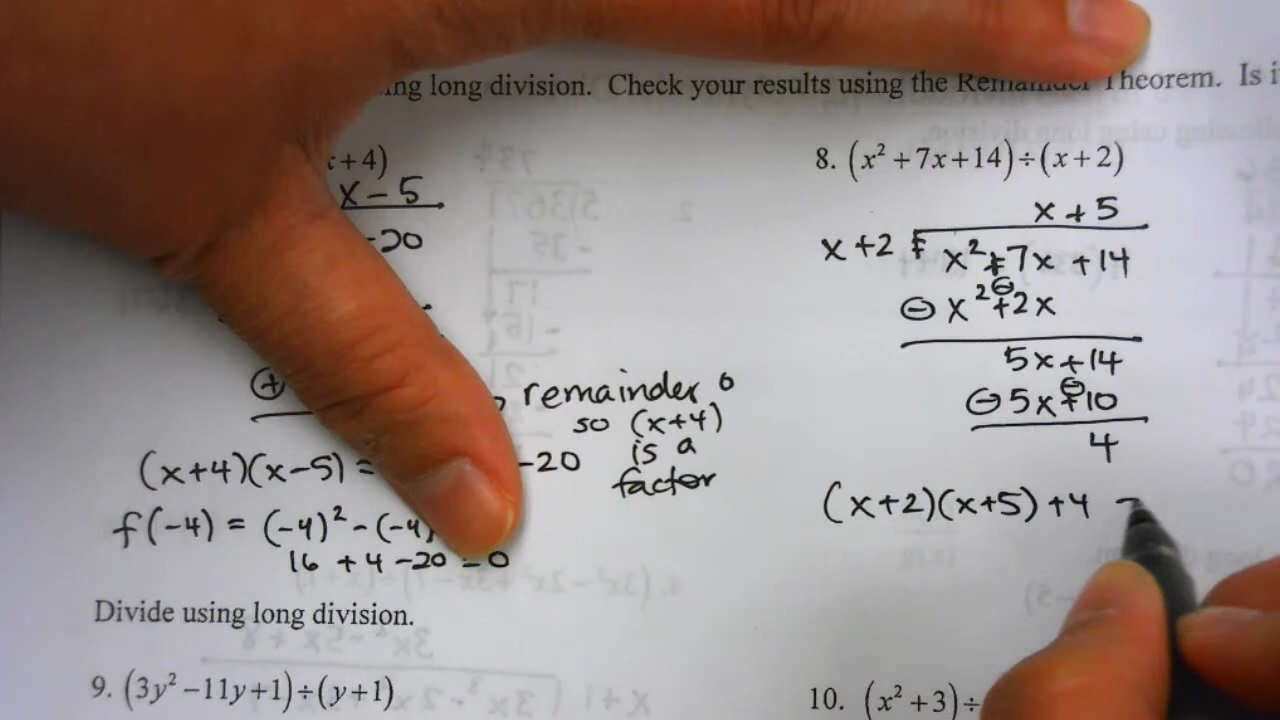 ing long division. Check your results using the Remainder Theorem. Is i
x+4)
x - 5
-20
remainder 0
so (x+4)
is a
factor
(x+4)(x-5) = -20
f(-4) = (-4)² - (-4)
16 + 4 - 20 = 0
8. (x² + 7x + 14) ÷ (x + 2)
x + 5
x + 2 x² + 7x + 14
⊖ x² + ⊖ 2x
5x + 14
⊖ 5x + ⊖ 10
4
(x+2)(x+5) + 4 =
Divide using long division.
9. (3y² - 11y + 1) ÷ (y + 1)
10. (x² + 3) ÷